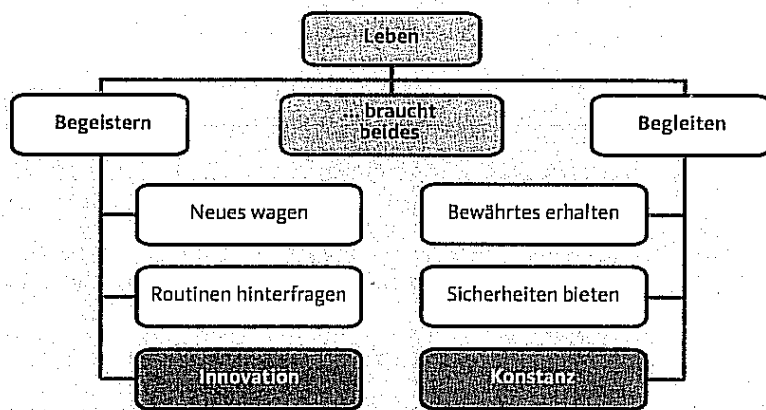 Leben
Begeistern
... braucht
beides
Begleiten
Neues wagen
Bewährtes erhalten
Routinen hinterfragen
Sicherheiten bieten
Innovation
Konstanz